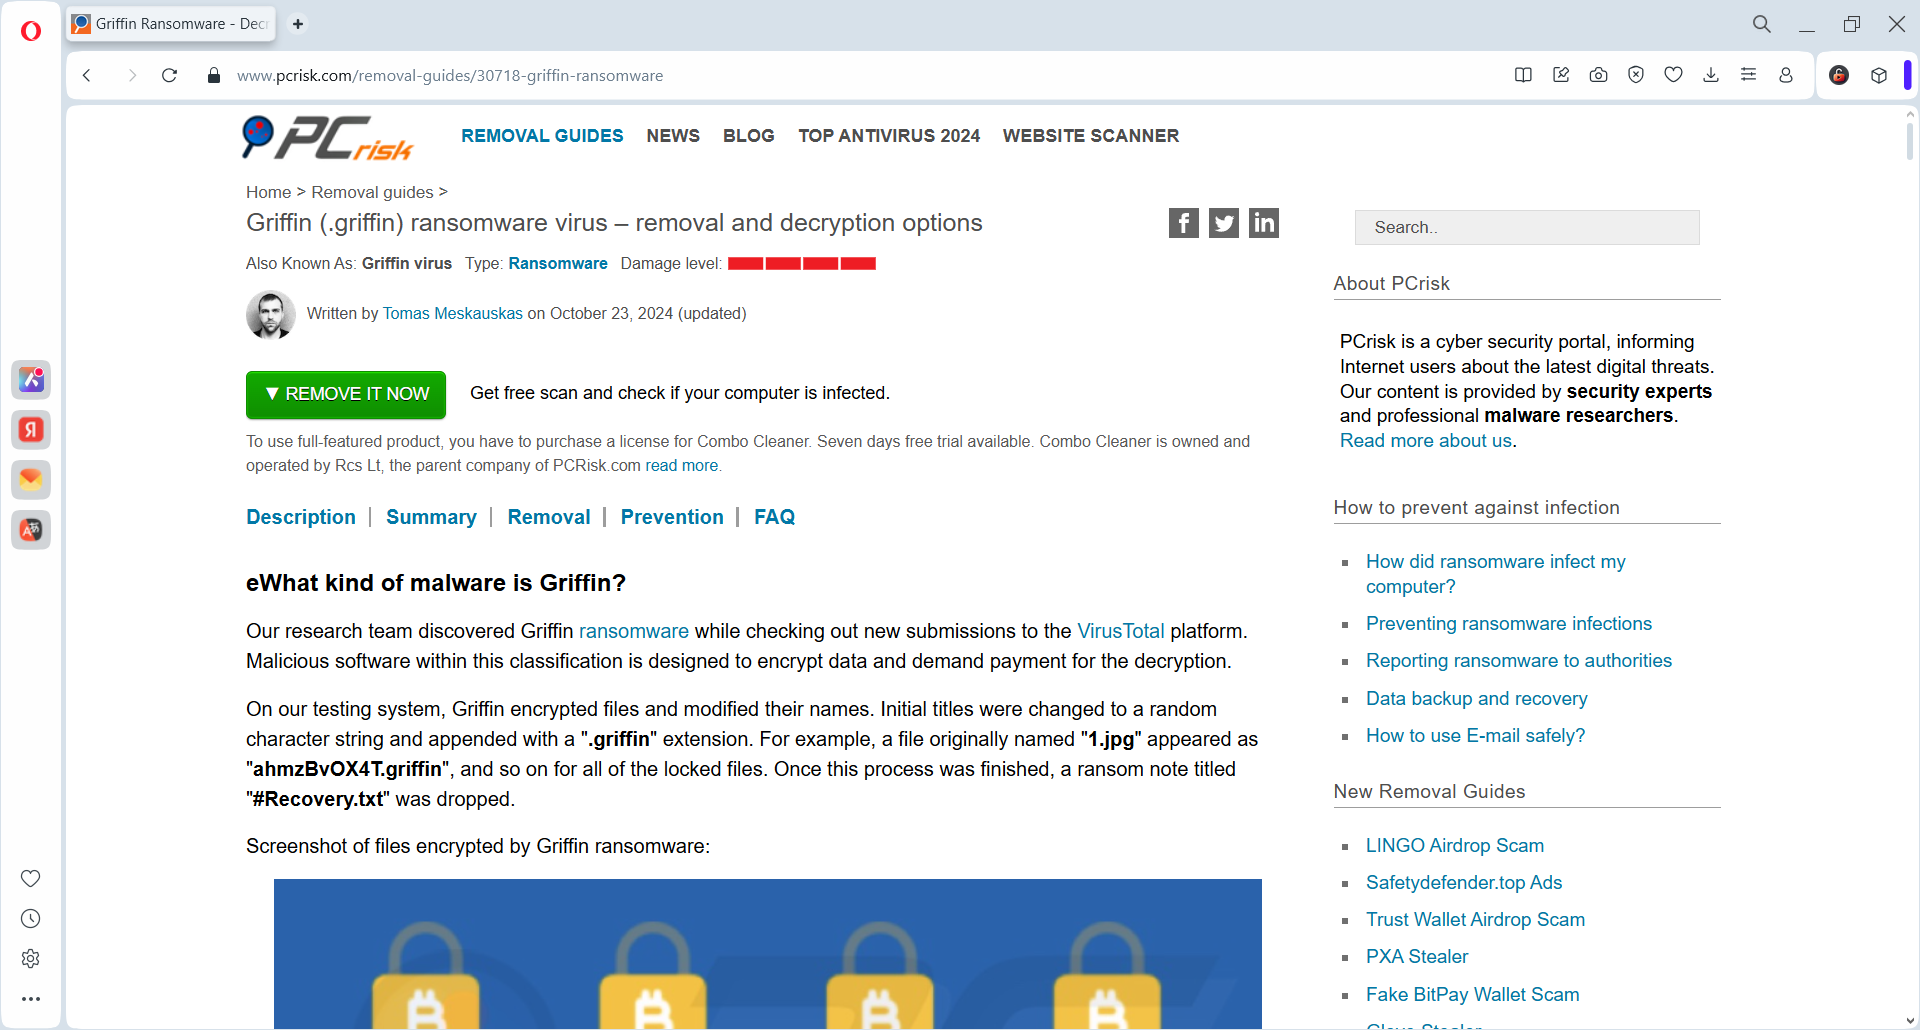 Griffin Ransomware - Decr
www.pcrisk.com/removal-guides/30718-griffin-ransomware
PCrisk
REMOVAL GUIDES NEWS BLOG TOP ANTIVIRUS 2024 WEBSITE SCANNER
Home > Removal guides >
Griffin (.griffin) ransomware virus – removal and decryption options
Also Known As: Griffin virus Type: Ransomware Damage level:
Written by Tomas Meskauskas on October 23, 2024 (updated)
▼ REMOVE IT NOW
Get free scan and check if your computer is infected.
To use full-featured product, you have to purchase a license for Combo Cleaner. Seven days free trial available. Combo Cleaner is owned and
operated by Rcs Lt, the parent company of PCRisk.com read more.
Description | Summary | Removal | Prevention | FAQ
eWhat kind of malware is Griffin?
Our research team discovered Griffin ransomware while checking out new submissions to the VirusTotal platform.
Malicious software within this classification is designed to encrypt data and demand payment for the decryption.
On our testing system, Griffin encrypted files and modified their names. Initial titles were changed to a random
character string and appended with a ".griffin" extension. For example, a file originally named "1.jpg" appeared as
"ahmzBvOX4T.griffin", and so on for all of the locked files. Once this process was finished, a ransom note titled
"#Recovery.txt" was dropped.
Screenshot of files encrypted by Griffin ransomware:
Search..
About PCrisk
PCrisk is a cyber security portal, informing
Internet users about the latest digital threats.
Our content is provided by security experts
and professional malware researchers.
Read more about us.
How to prevent against infection
How did ransomware infect my
computer?
Preventing ransomware infections
Reporting ransomware to authorities
Data backup and recovery
How to use E-mail safely?
New Removal Guides
LINGO Airdrop Scam
Safetydefender.top Ads
Trust Wallet Airdrop Scam
PXA Stealer
Fake BitPay Wallet Scam